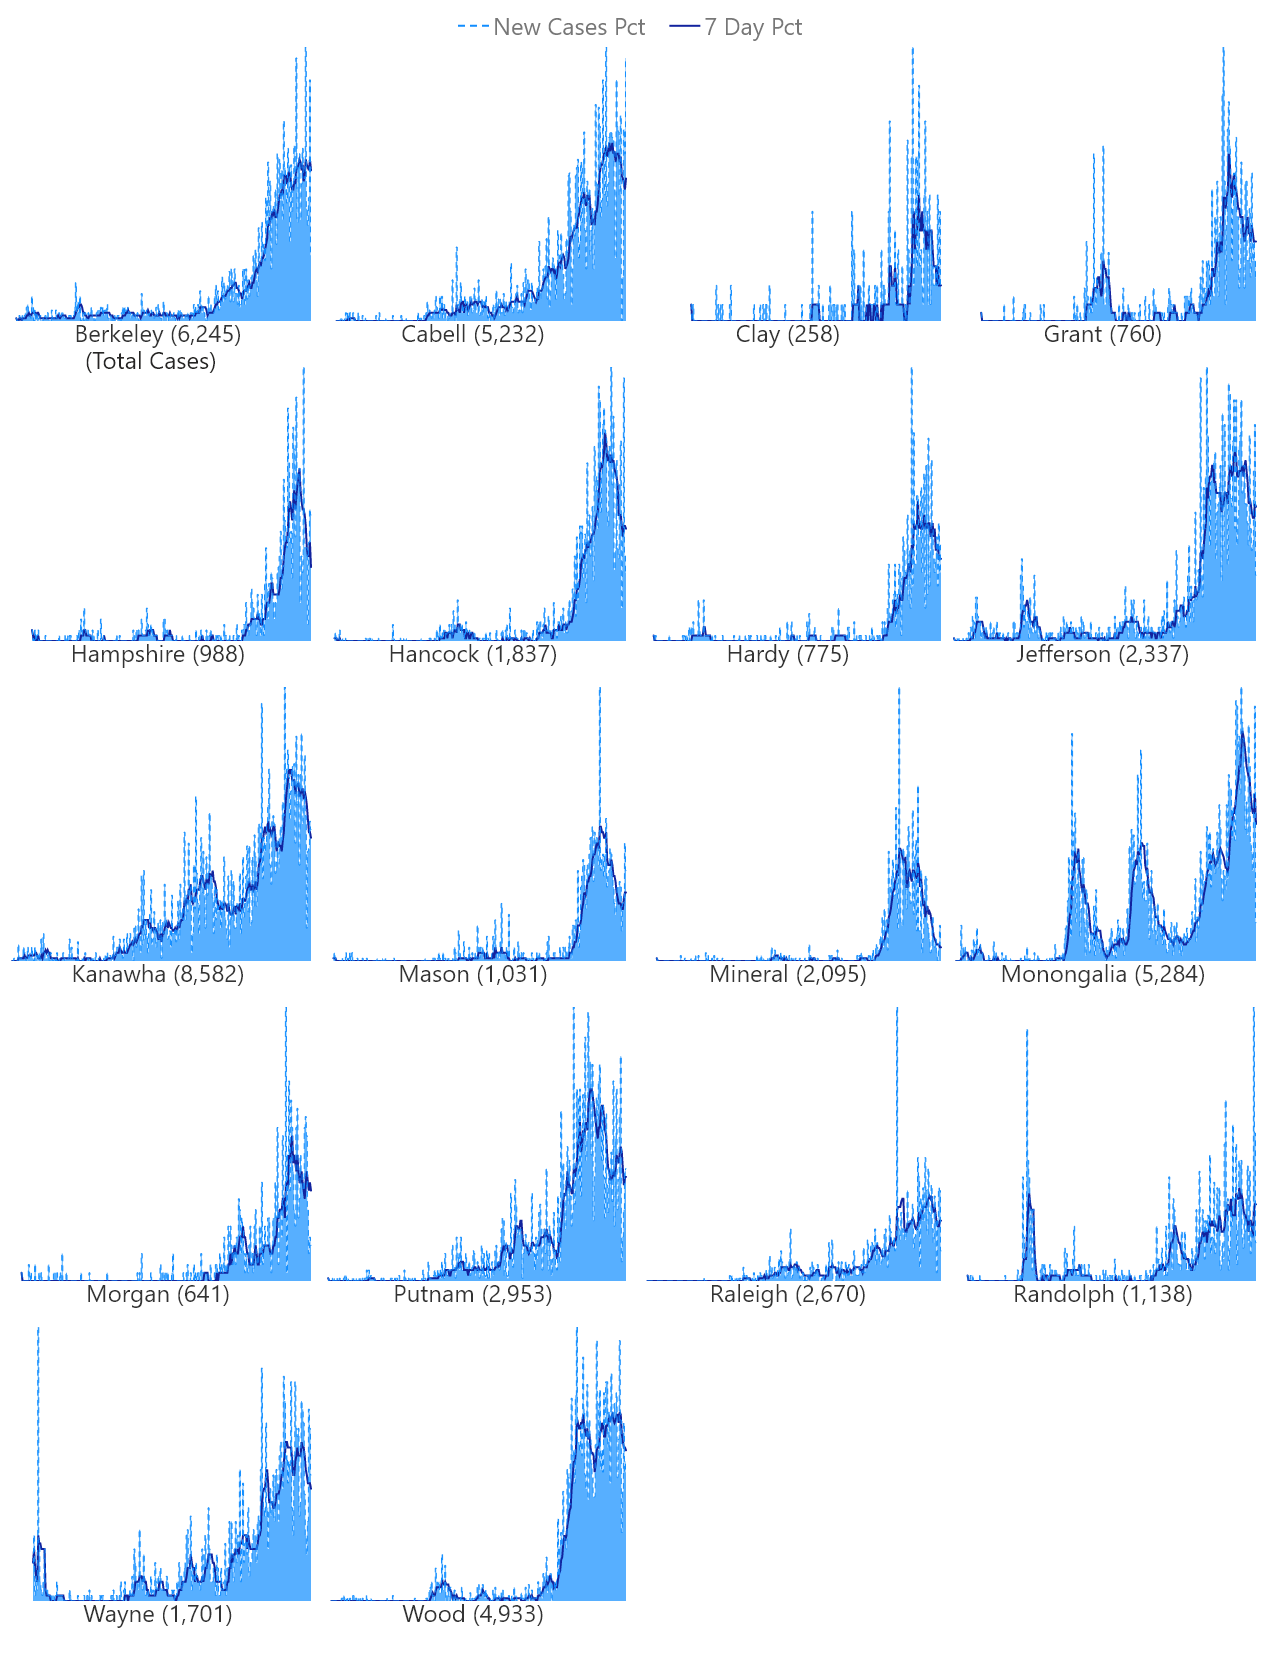 New Cases Pct 7 Day Pct
Berkeley (6,245) Cabell (5,232) Clay (258) Grant (760)
(Total Cases)
Hampshire (988) Hancock (1,837) Hardy (775) Jefferson (2,337)
Kanawha (8,582) Mason (1,031) Mineral (2,095) Monongalia (5,284)
Morgan (641) Putnam (2,953) Raleigh (2,670) Randolph (1,138)
Wayne (1,701) Wood (4,933)